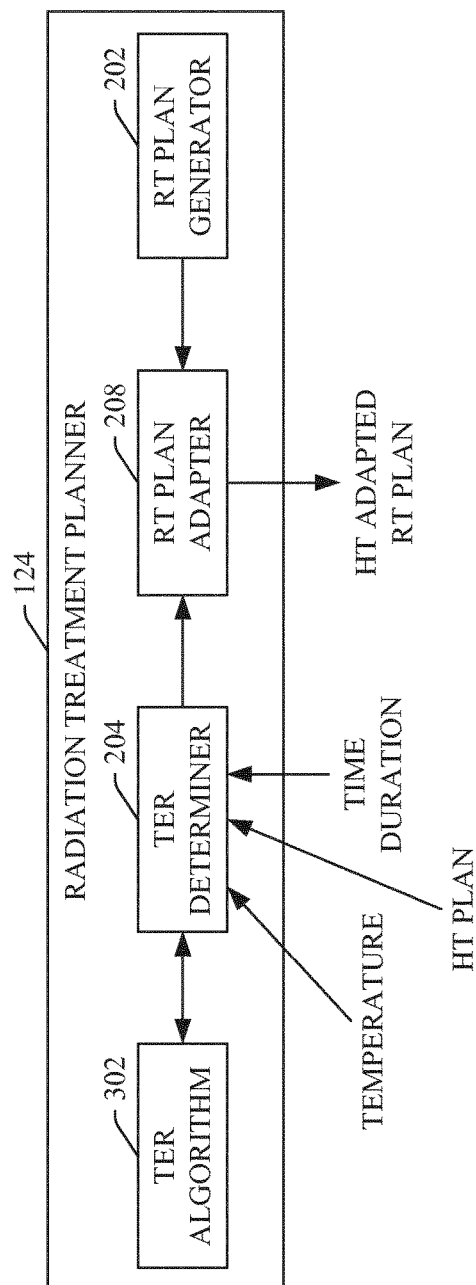 124
RADIATION TREATMENT PLANNER
302
TER
ALGORITHM
204
TER
DETERMINER
208
RT PLAN
ADAPTER
202
RT PLAN
GENERATOR
TEMPERATURE
HT PLAN
TIME
DURATION
HT ADAPTED
RT PLAN